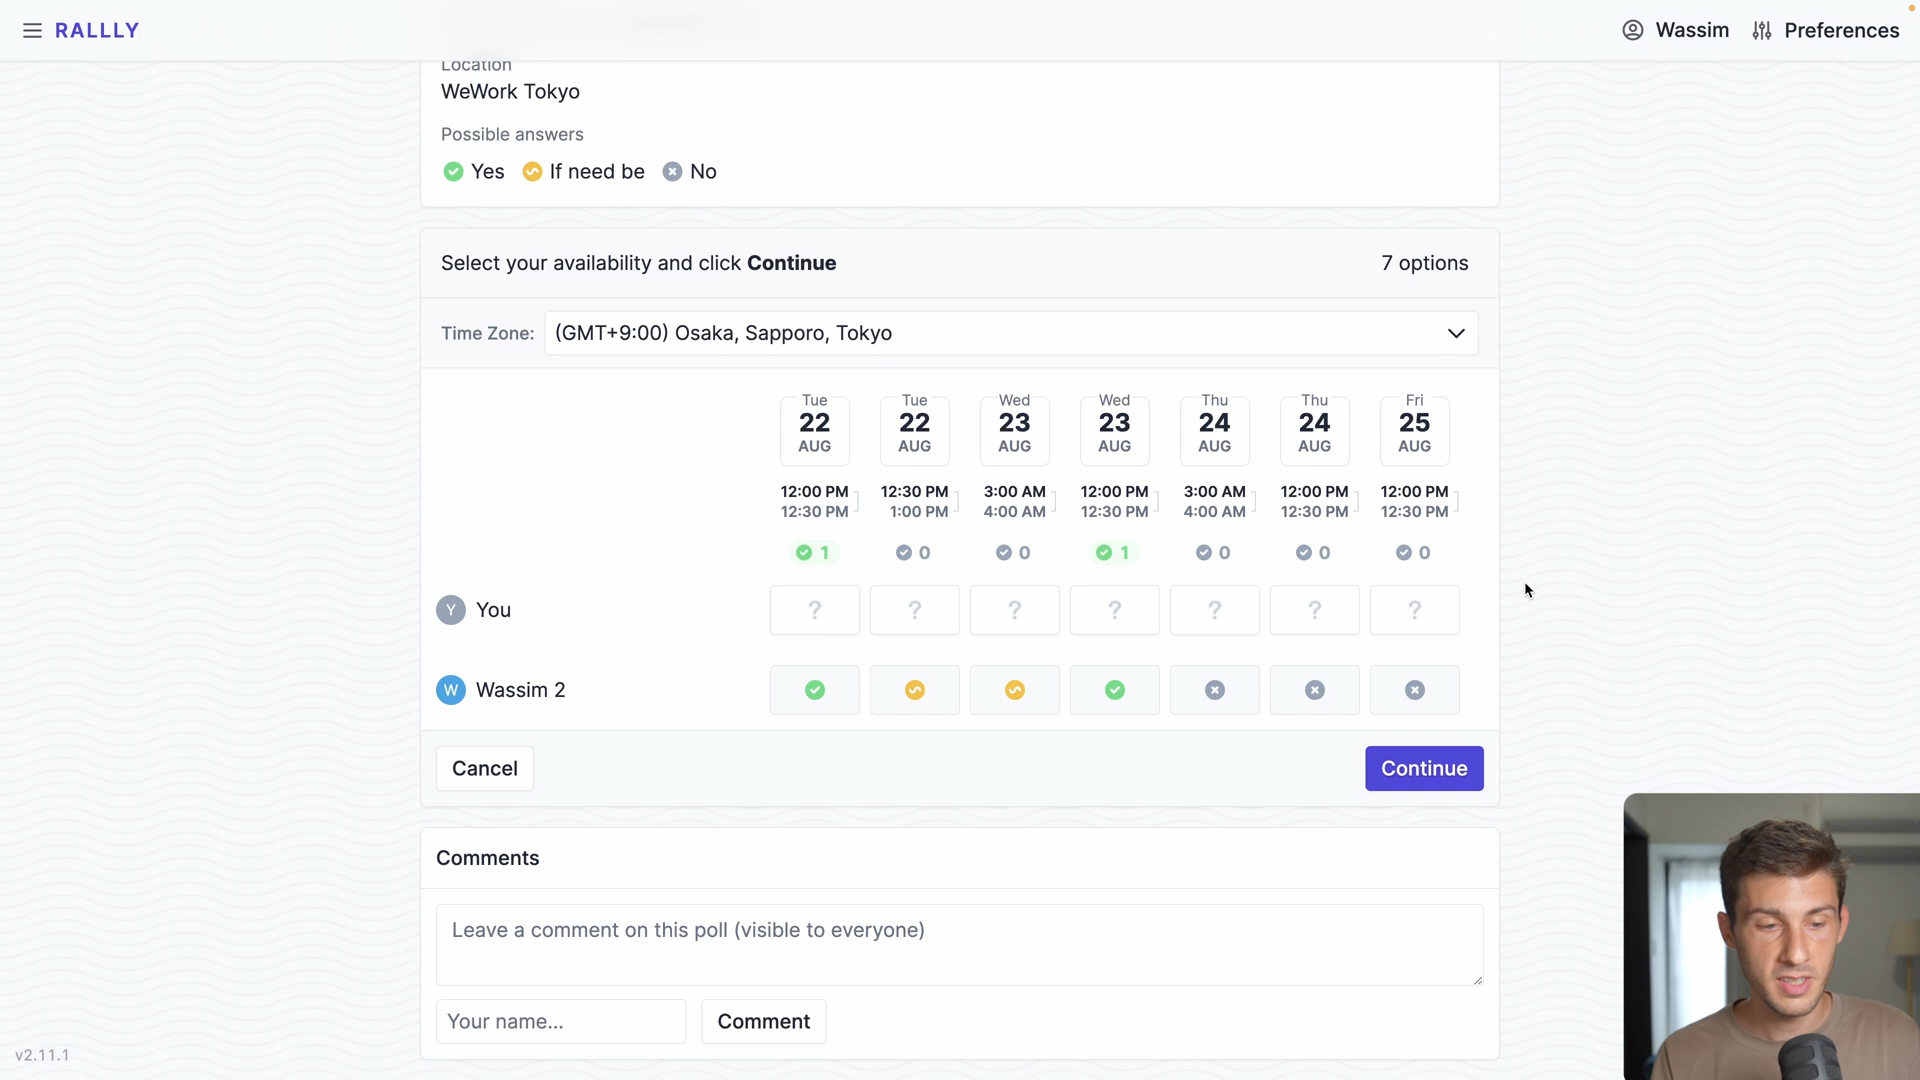 RALLLY
Wassim
Preferences
Location
WeWork Tokyo
Possible answers
Yes If need be No
Select your availability and click Continue
7 options
Time Zone:
(GMT+9:00) Osaka, Sapporo, Tokyo
Tue Tue Wed Wed Thu Thu Fri
22 22 23 23 24 24 25
AUG AUG AUG AUG AUG AUG AUG
12:00 PM 12:30 PM 3:00 AM 12:00 PM 3:00 AM 12:00 PM 12:00 PM
12:30 PM 1:00 PM 4:00 AM 12:30 PM 4:00 AM 12:30 PM 12:30 PM
1 0 0 1 0 0 0
Y You ? ? ? ? ? ? ?
W Wassim 2
Cancel
Continue
Comments
Leave a comment on this poll (visible to everyone)
Your name...
Comment
v2.11.1